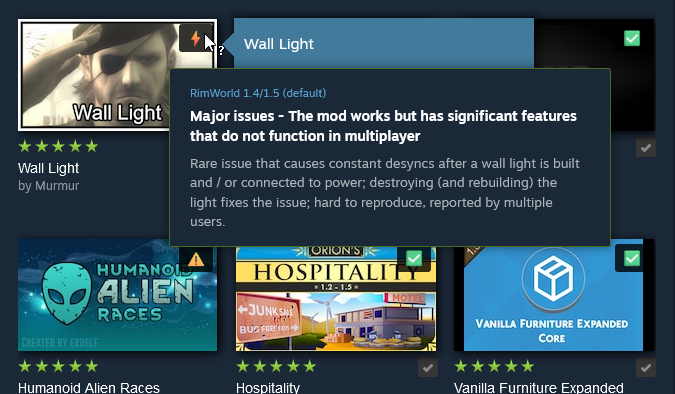 Wall Light
Wall Light
?
RimWorld 1.4/1.5 (default)
Major issues - The mod works but has significant features
that do not function in multiplayer
Rare issue that causes constant desyncs after a wall light is built
and / or connected to power; destroying (and rebuilding) the
light fixes the issue; hard to reproduce, reported by multiple
users.
Wall Light
by Murmur
HUMANOID
ALIEN
RACES
CREATED BY ERDELF
ORION'S
HOSPITALITY
- 1.2 - 1.5 -
JUNK SALE
BUG FREE GDN
MOTEL
VANILLA FURNITURE EXPANDED
CORE
Humanoid Alien Races
Hospitality
Vanilla Furniture Expanded